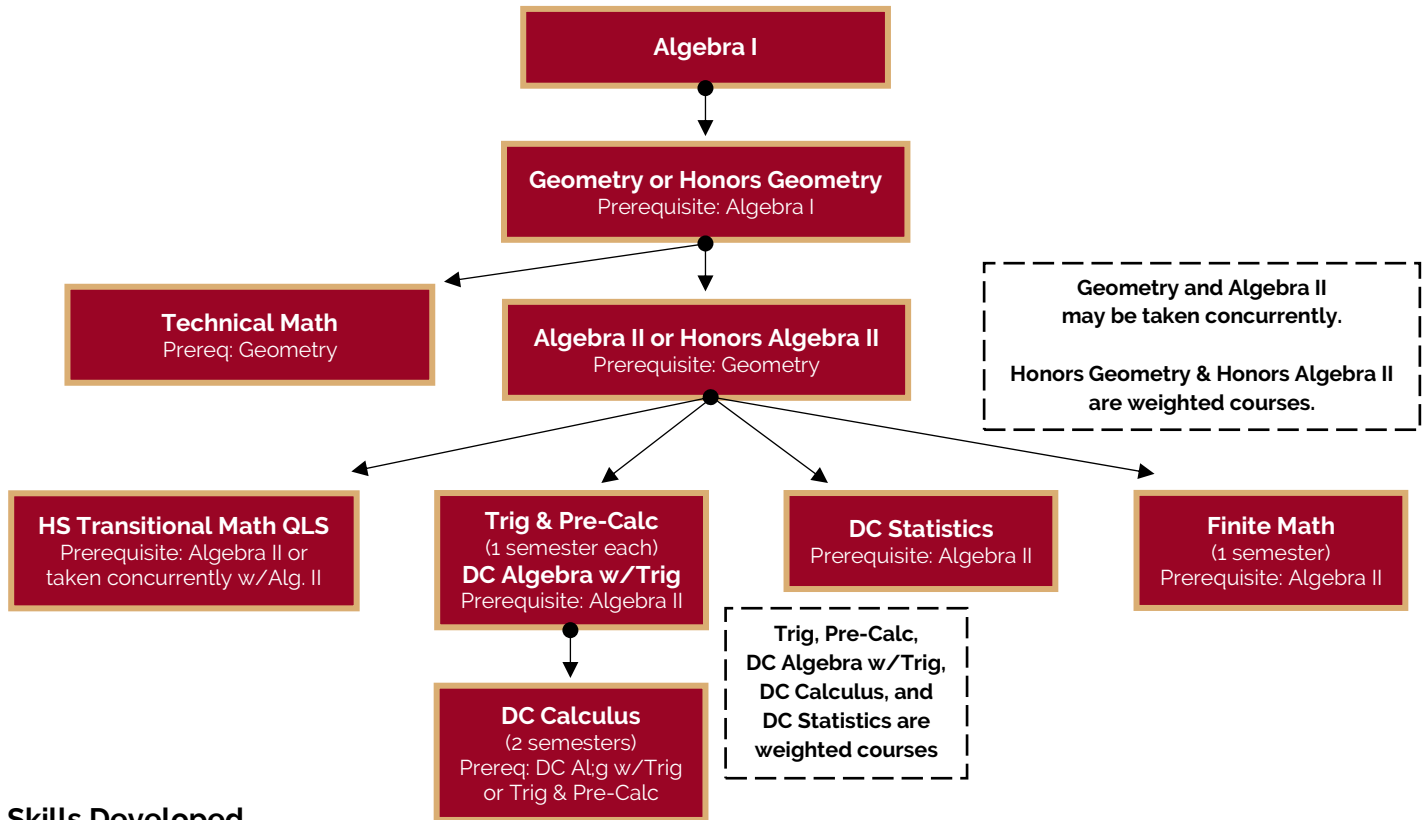 Algebra I
Geometry or Honors Geometry
Prerequisite: Algebra I
Technical Math
Prereq: Geometry
Algebra II or Honors Algebra II
Prerequisite: Geometry
Geometry and Algebra II
may be taken concurrently.
Honors Geometry & Honors Algebra II
are weighted courses.
HS Transitional Math QLS
Prerequisite: Algebra II or
taken concurrently w/Alg. II
Trig & Pre-Calc
(1 semester each)
DC Algebra w/Trig
Prerequisite: Algebra II
DC Statistics
Prerequisite: Algebra II
Finite Math
(1 semester)
Prerequisite: Algebra II
Trig, Pre-Calc,
DC Algebra w/Trig,
DC Calculus, and
DC Statistics are
weighted courses
DC Calculus
(2 semesters)
Prereq: DC Al;g w/Trig
or Trig & Pre-Calc
Skills Developed